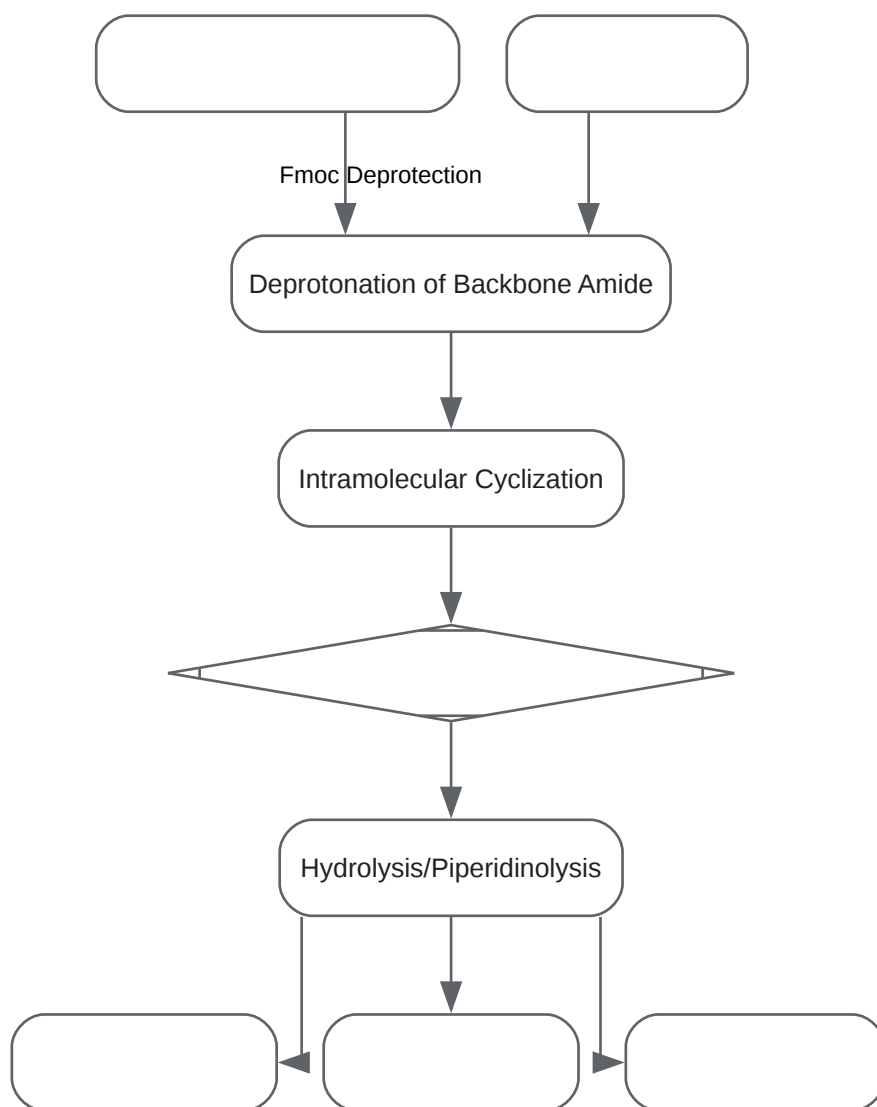 Fmoc Deprotection
Deprotonation of Backbone Amide
Intramolecular Cyclization
Hydrolysis/Piperidinolysis